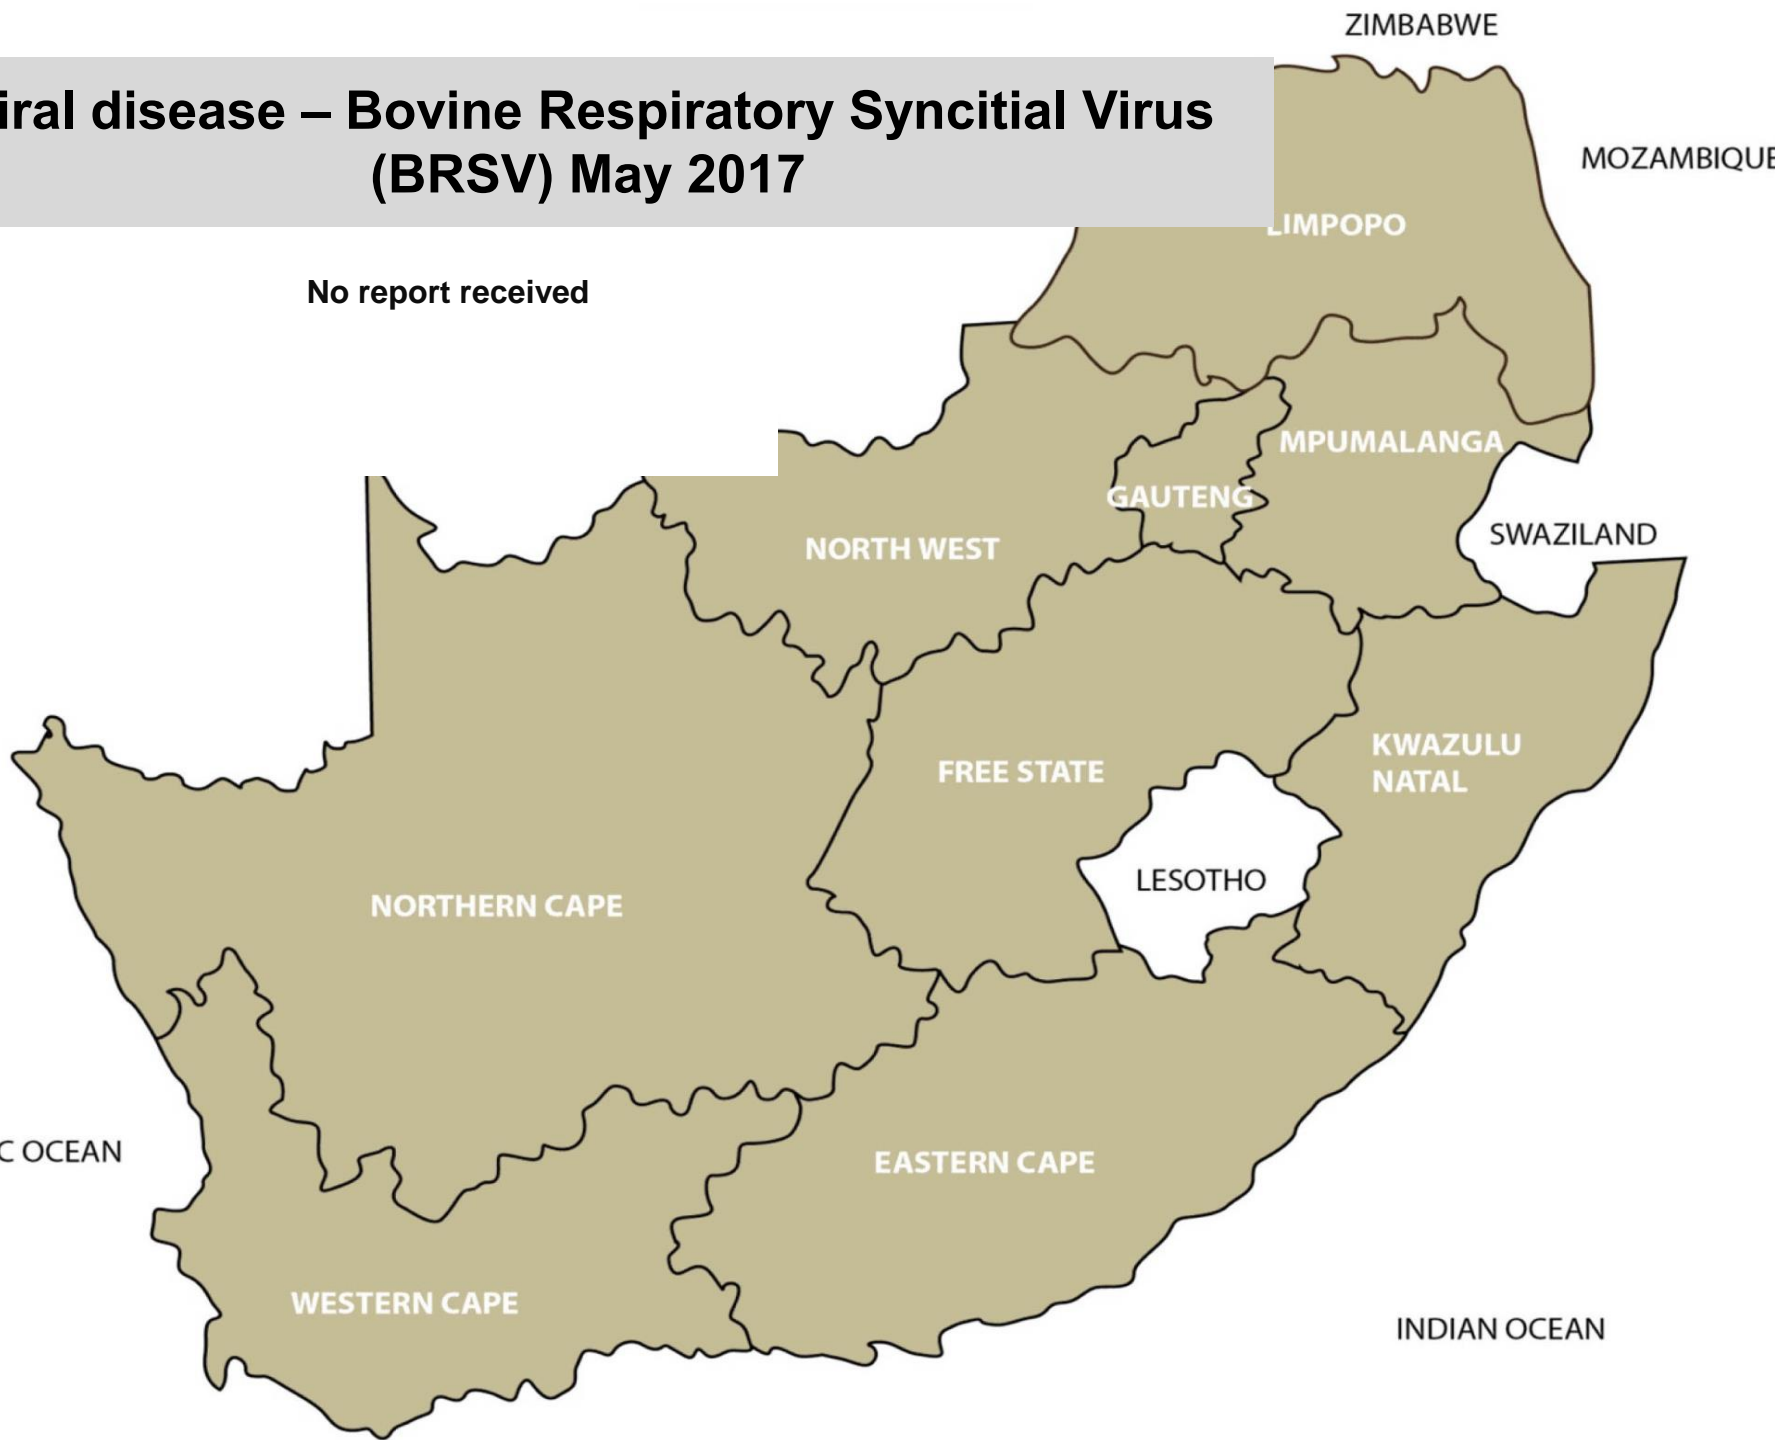 ZIMBABWE
iral disease – Bovine Respiratory Syncitial Virus
(BRSV) May 2017
MOZAMBIQUE
LIMPOPO
No report received
MPUMALANGA
GAUTENG
SWAZILAND
NORTH WEST
KWAZULU
NATAL
FREE STATE
LESOTHO
NORTHERN CAPE
C OCEAN
EASTERN CAPE
WESTERN CAPE
INDIAN OCEAN